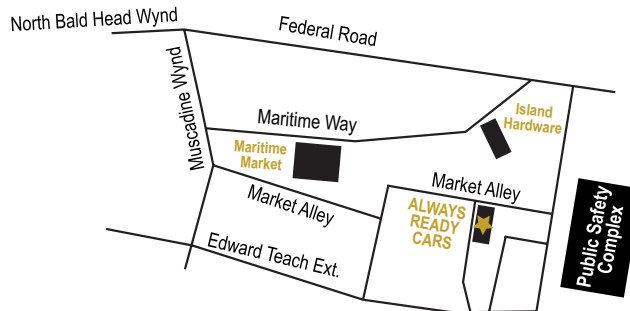 North Bald Head Wynd
Federal Road
Muscadine Wynd
Maritime Way
Island
Hardware
Maritime
Market
Market Alley
Market Alley
ALWAYS
READY
CARS
Public Safety
Complex
Edward Teach Ext.